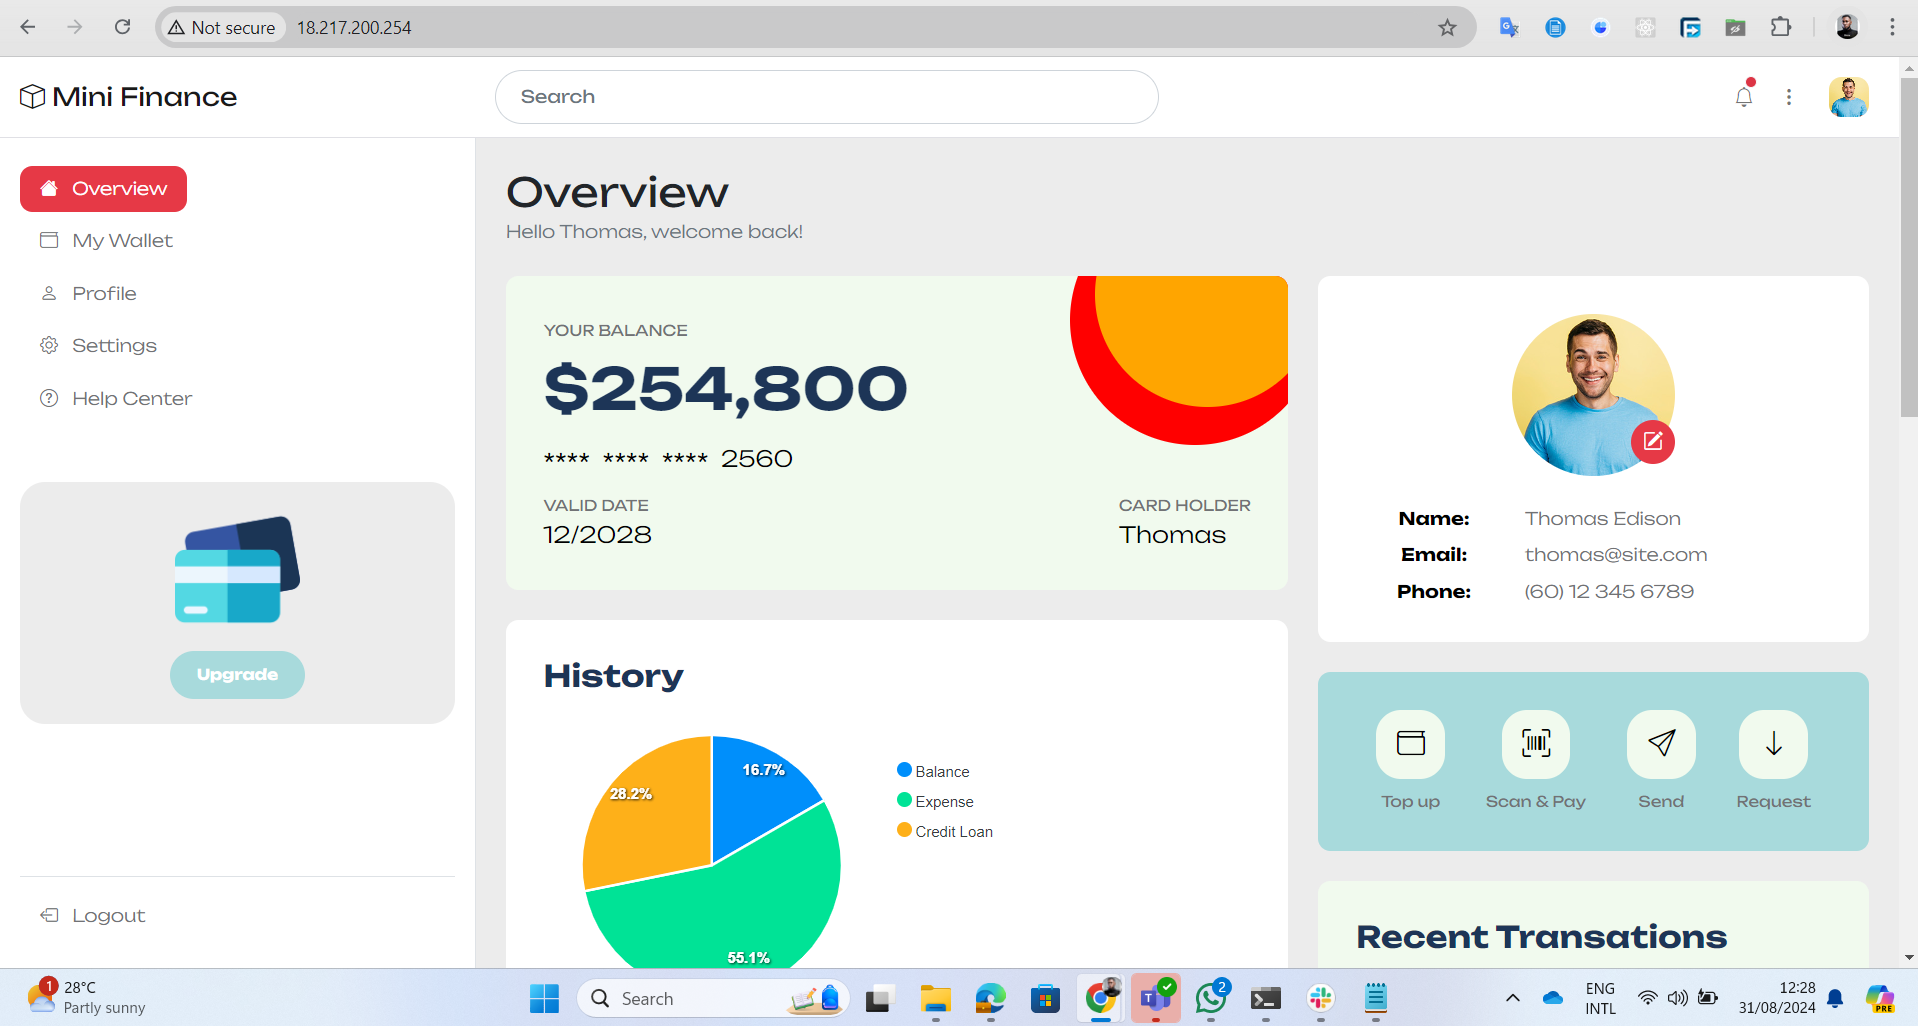 Not secure
18.217.200.254
Mini Finance
Search
Overview
My Wallet
Profile
Settings
Help Center
Upgrade
Logout
Overview
Hello Thomas, welcome back!
YOUR BALANCE
$254,800
**** **** **** 2560
VALID DATE
12/2028
CARD HOLDER
Thomas
History
16.7%
28.2%
55.1%
Balance
Expense
Credit Loan
Name: Thomas Edison
Email: thomas@site.com
Phone: (60) 12 345 6789
Top up
Scan & Pay
Send
Request
Recent Transations
1
28°C
Partly sunny
Search
T
2
PRE
ENG
INTL
12:28
31/08/2024